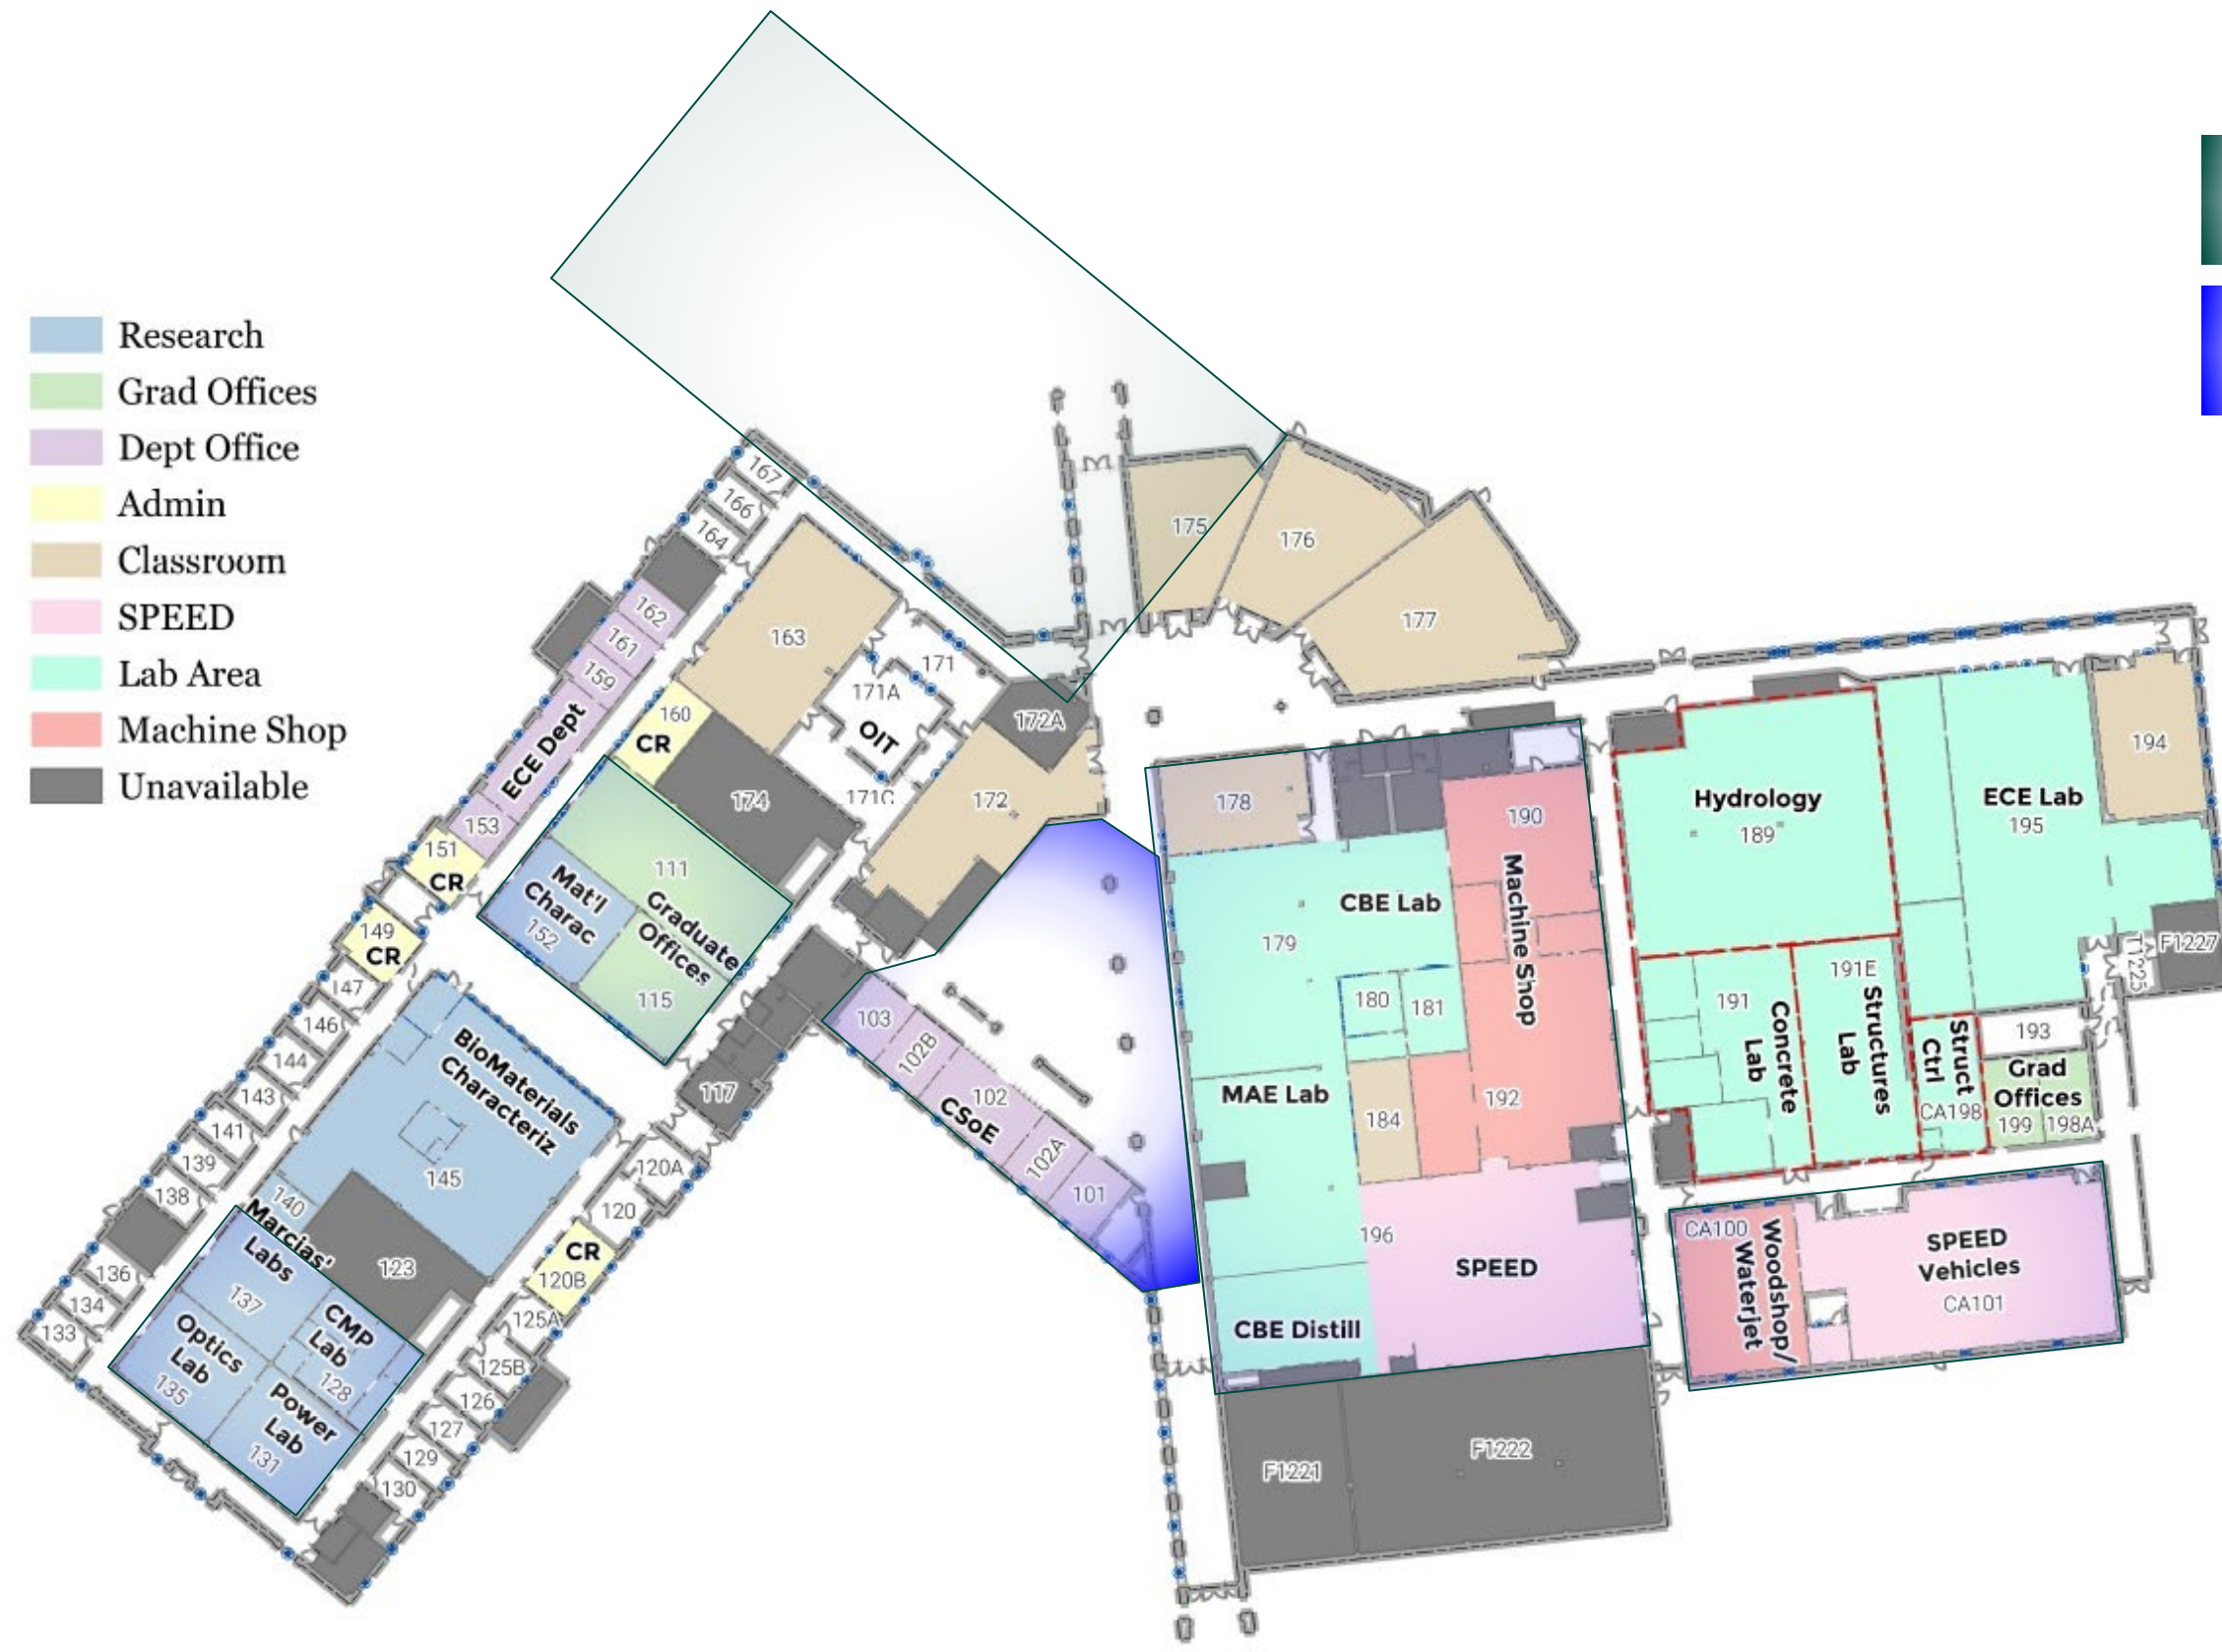 Research
Grad Offices
Dept Office
Admin
Classroom
SPEED
Lab Area
Machine Shop
Unavailable
167
166
164
162
161
159
ECE Dept
153
151
CR
149
CR
147
146
144
143
141
139
138
136
134
133
163
160
CR
174
171
171A
OIT
171C
172A
172
111
Graduate
Offices
115
Mat'l
Charac
152
BioMaterials
Characteriz
145
140
Marcias'
Labs
137
123
CMP
Lab
128
Optics
Lab
135
Power
Lab
131
117
120A
120
CR
120B
125A
125B
126
127
129
130
103
102B
102
CSoE
102A
101
175
176
177
178
190
Machine Shop
CBE Lab
179
180
181
MAE Lab
184
192
196
SPEED
CBE Distill
F1221
F1222
Hydrology
189
ECE Lab
195
194
F1227
T1225
191E
Structures
Lab
191
Concrete
Lab
Struct
Ctrl
CA198
193
Grad
Offices
199
198A
CA100
Woodshop/
Waterjet
SPEED
Vehicles
CA101